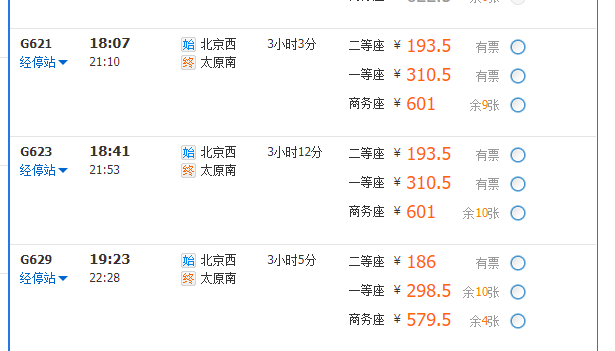 G621 18:07 始 北京西 3小时3分 二等座 ¥ 193.5 有票
经停站 21:10 终 太原南
一等座 ¥ 310.5 有票
商务座 ¥ 601 余9张
G623 18:41 始 北京西 3小时12分 二等座 ¥ 193.5 有票
经停站 21:53 终 太原南
一等座 ¥ 310.5 有票
商务座 ¥ 601 余10张
G629 19:23 始 北京西 3小时5分 二等座 ¥ 186 有票
经停站 22:28 终 太原南
一等座 ¥ 298.5 余10张
商务座 ¥ 579.5 余4张